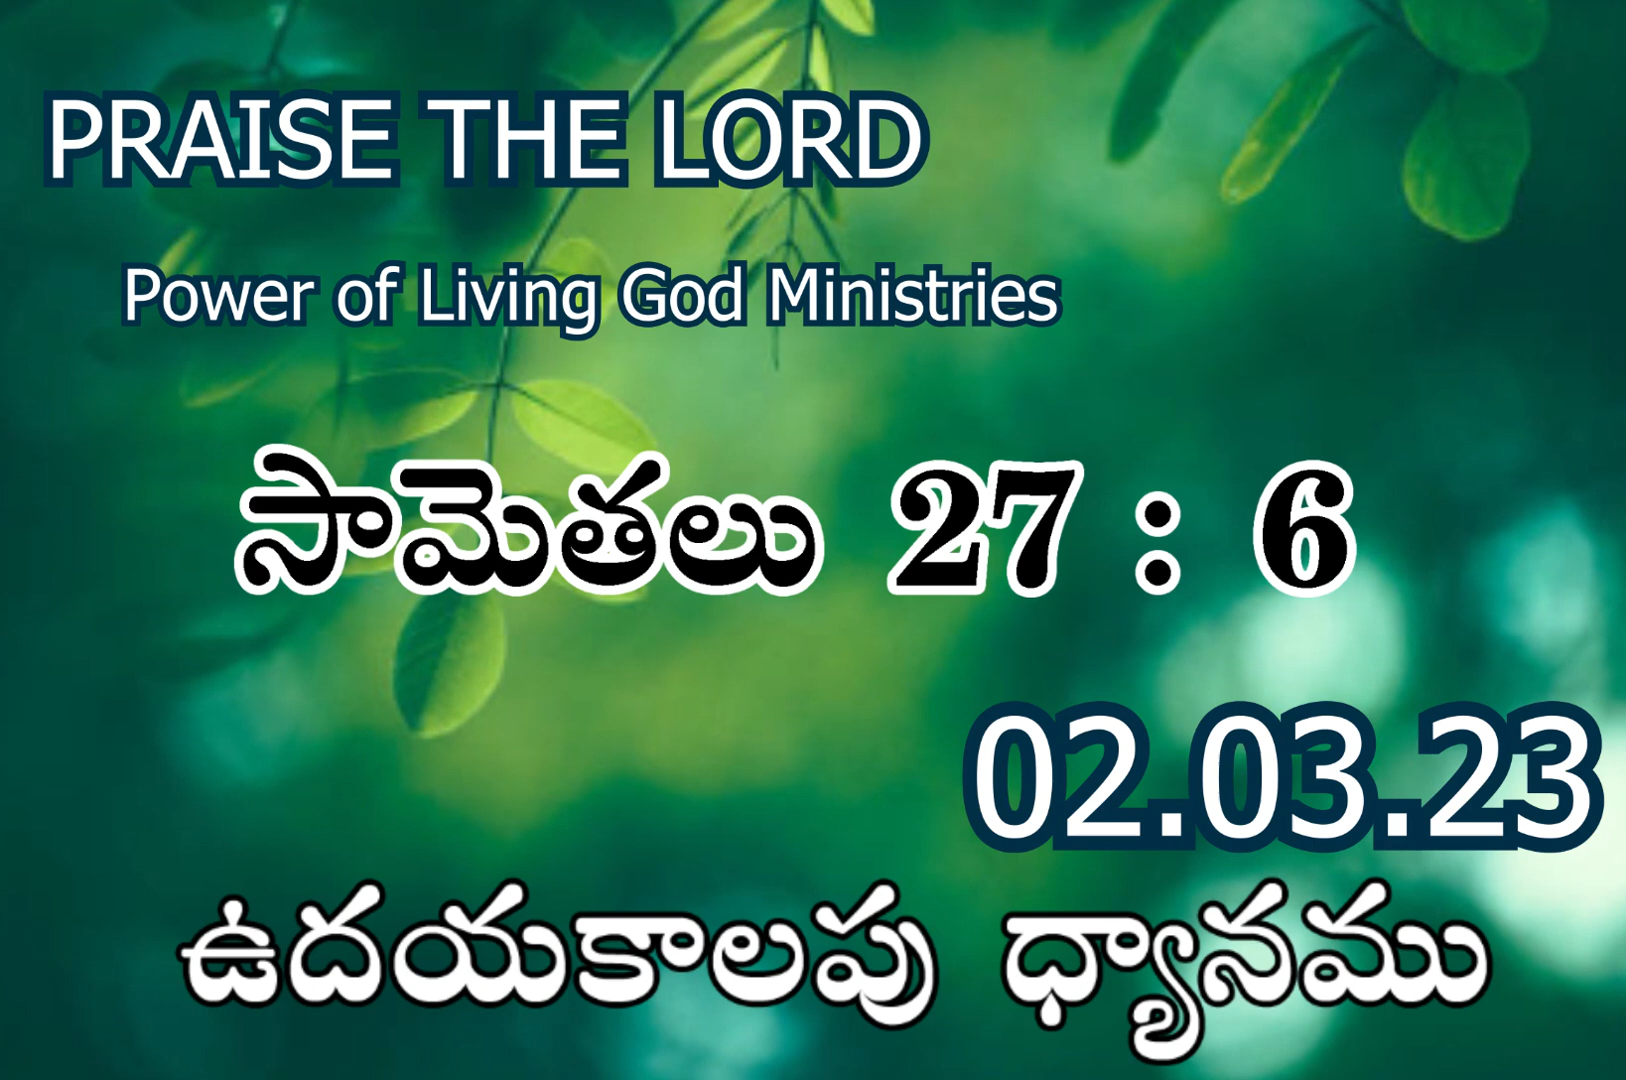 PRAISE THE LORD
Power of Living God Ministries
సామెతలు 27 : 6
02.03.23
ఉదయకాలపు ధ్యానము